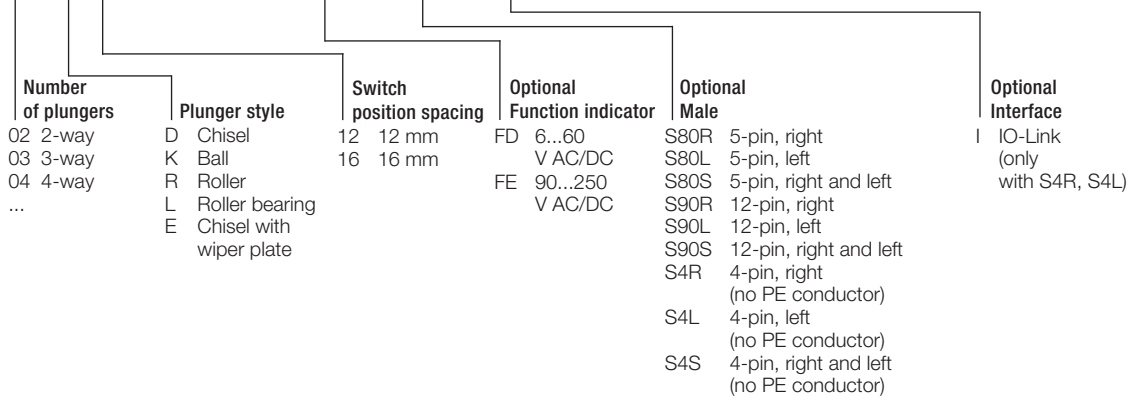 Number
of plungers
02 2-way
03 3-way
04 4-way
...
Plunger style
D Chisel
K Ball
R Roller
L Roller bearing
E Chisel with
wiper plate
Switch
position spacing
12 12 mm
16 16 mm
Optional
Function indicator
FD 6...60
V AC/DC
FE 90...250
V AC/DC
Optional
Male
S80R 5-pin, right
S80L 5-pin, left
S80S 5-pin, right and left
S90R 12-pin, right
S90L 12-pin, left
S90S 12-pin, right and left
S4R 4-pin, right
(no PE conductor)
S4L 4-pin, left
(no PE conductor)
S4S 4-pin, right and left
(no PE conductor)
Optional
Interface
I IO-Link
(only
with S4R, S4L)